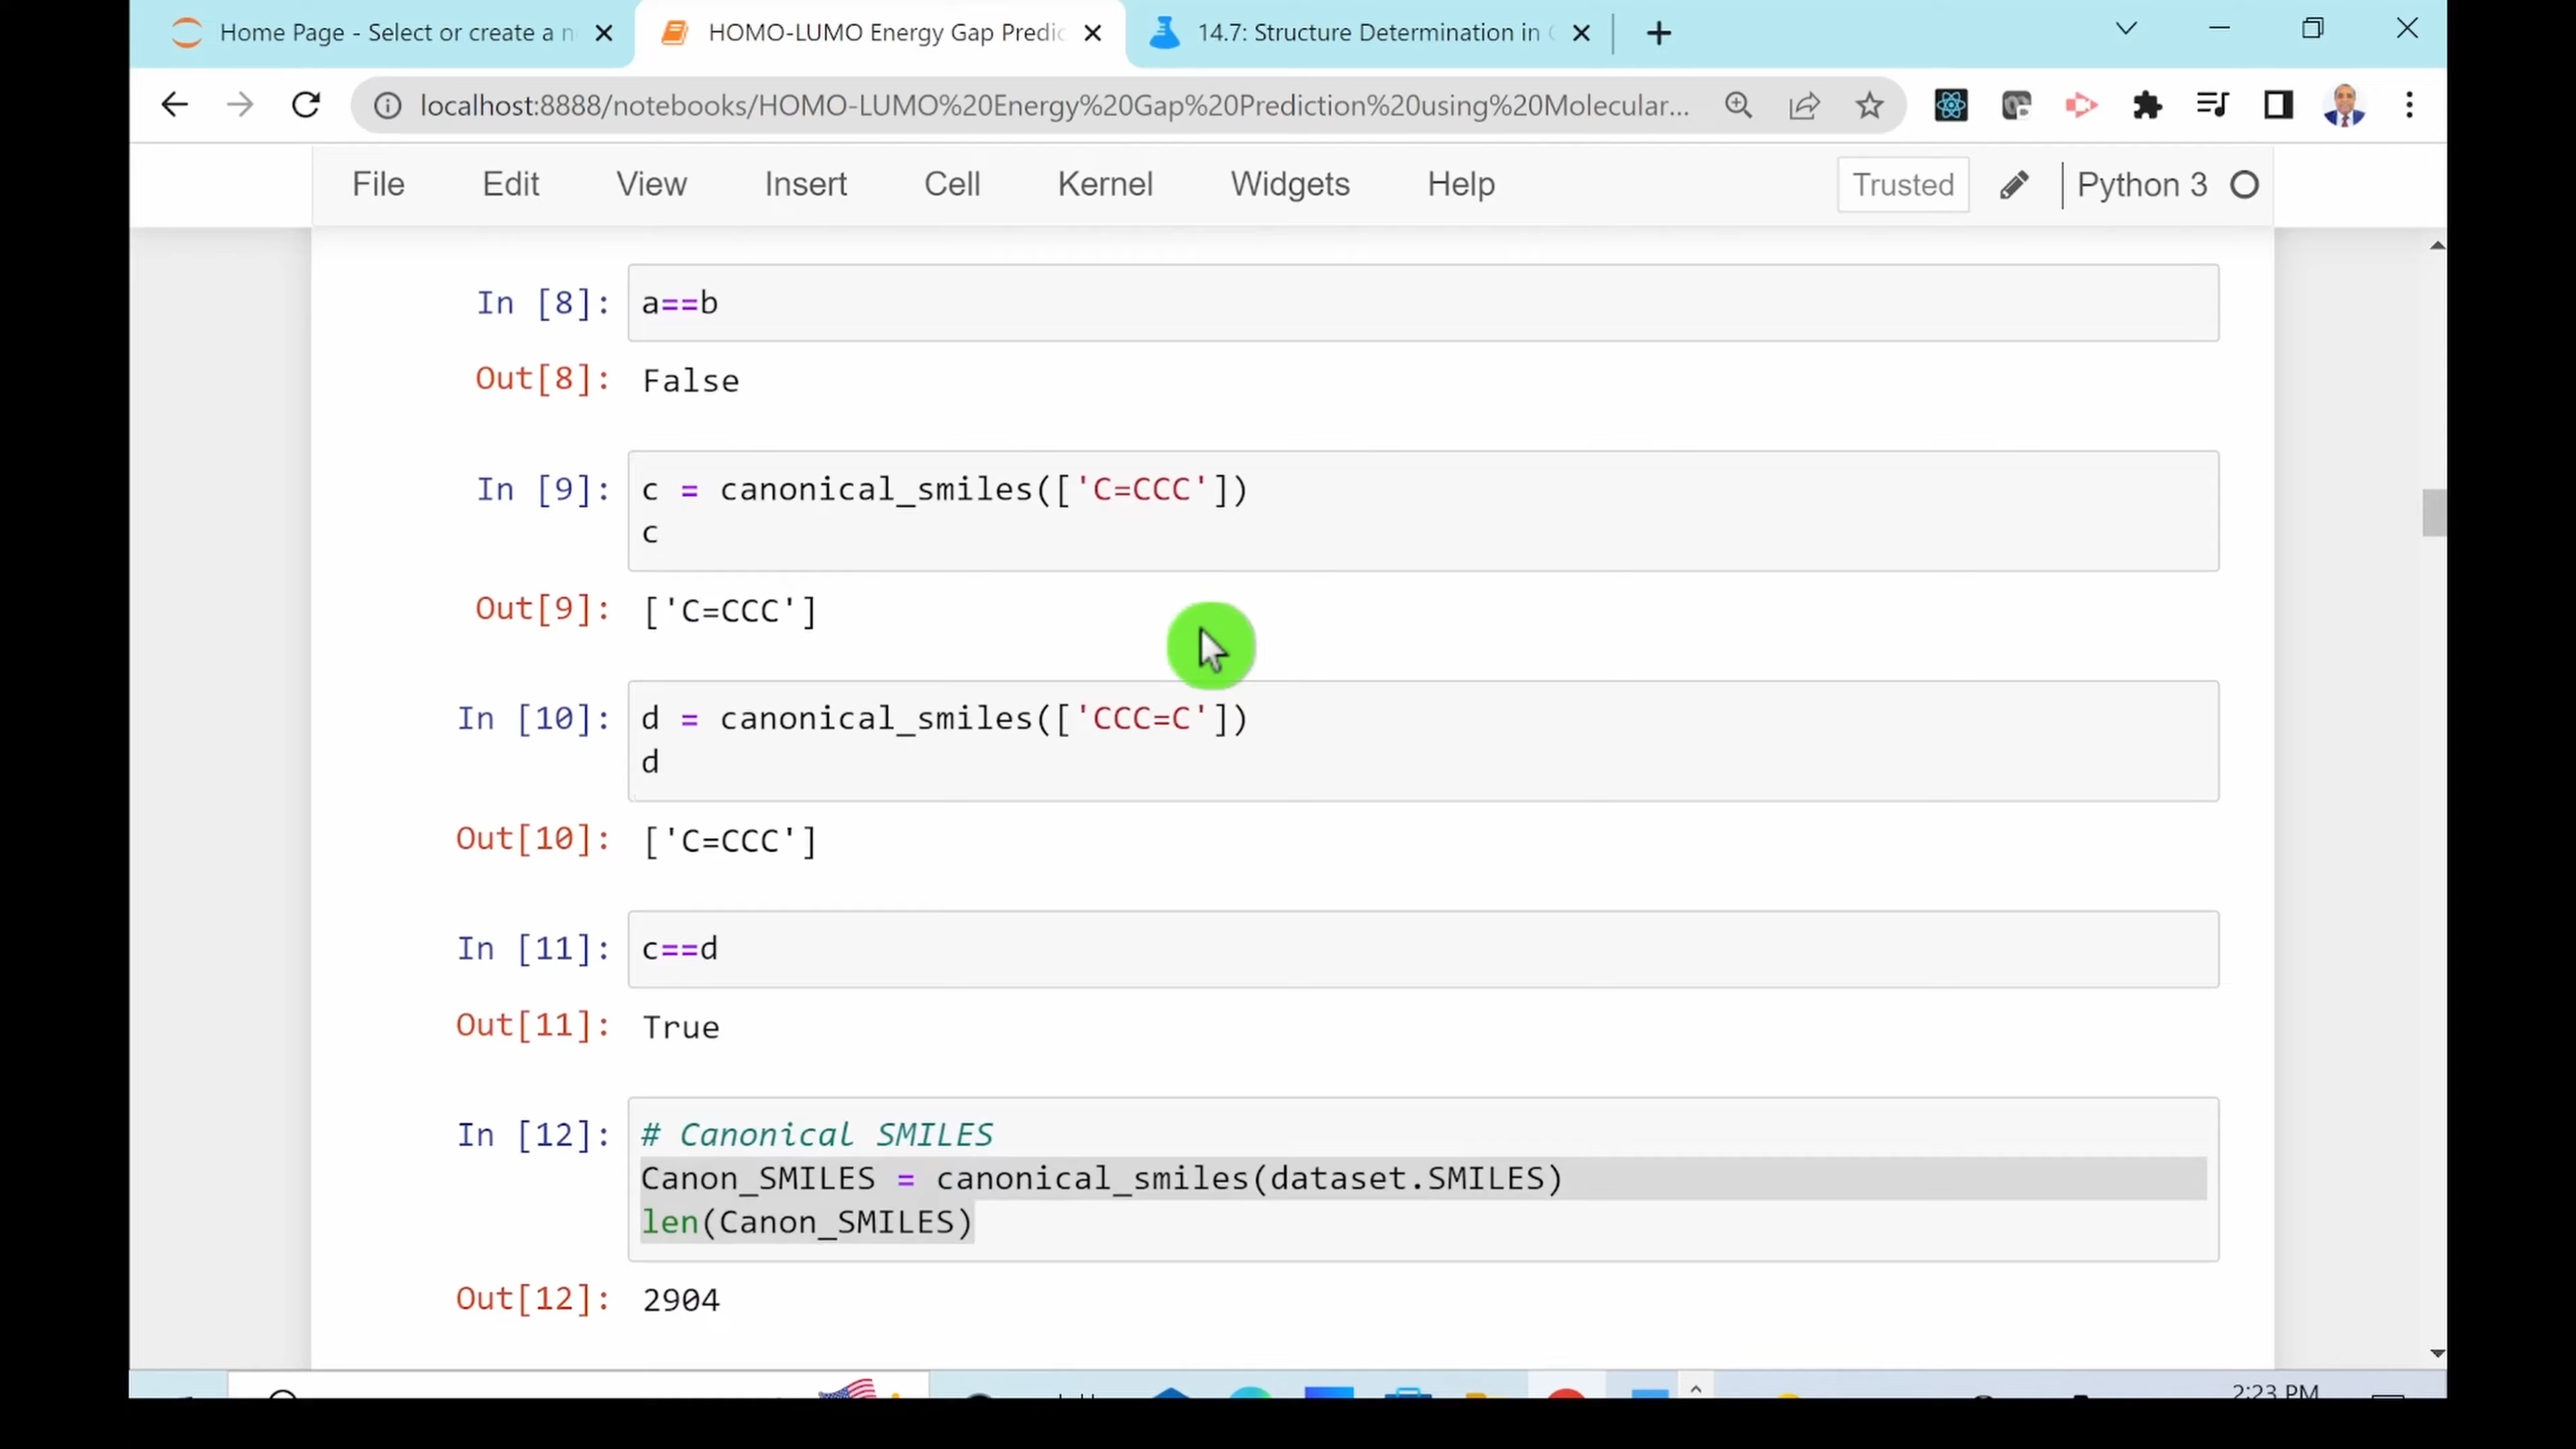 Home Page - Select or create a n
HOMO-LUMO Energy Gap Predic
14.7: Structure Determination in C
localhost:8888/notebooks/HOMO-LUMO%20Energy%20Gap%20Prediction%20using%20Molecular...
File Edit View Insert Cell Kernel Widgets Help Trusted Python 3
In [8]: a==b
Out[8]: False
In [9]: c = canonical_smiles(['C=CCC'])
c
Out[9]: ['C=CCC']
In [10]: d = canonical_smiles(['CCC=C'])
d
Out[10]: ['C=CCC']
In [11]: c==d
Out[11]: True
In [12]: # Canonical SMILES
Canon_SMILES = canonical_smiles(dataset.SMILES)
len(Canon_SMILES)
Out[12]: 2904
2:23 PM